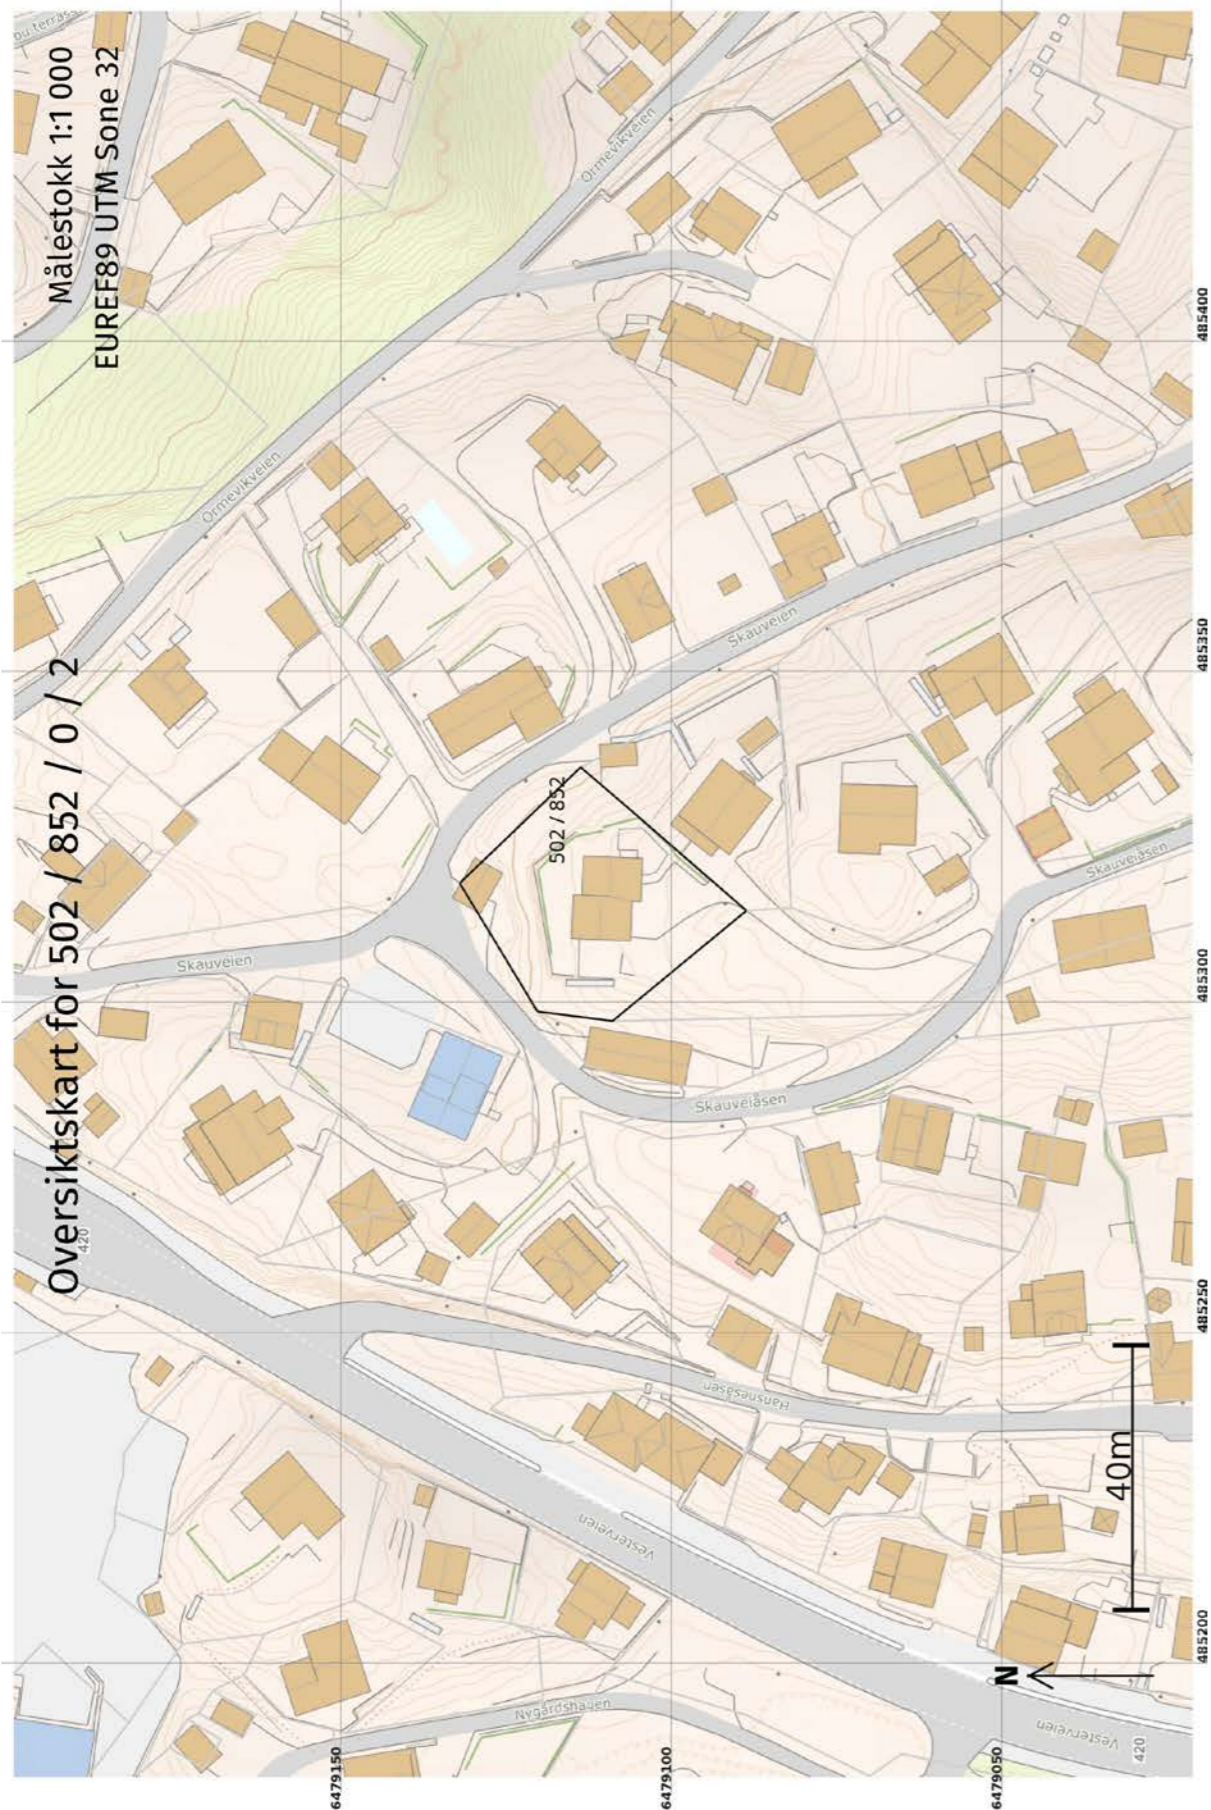 Oversiktskart for 502 / 852 / 0 / 2
Målestokk 1:1 000
EUREF89 UTM Sone 32
420
Skauveien
Ormevikveien
Ormevikveien
502 / 852
Skauveien
Skauveiåsen
Skauveiåsen
Hansnesåsen
Vesterveien
Nygårdshaven
Vesterveien
420
N
40m
6479150
6479100
6479050
485200
485250
485300
485350
485400